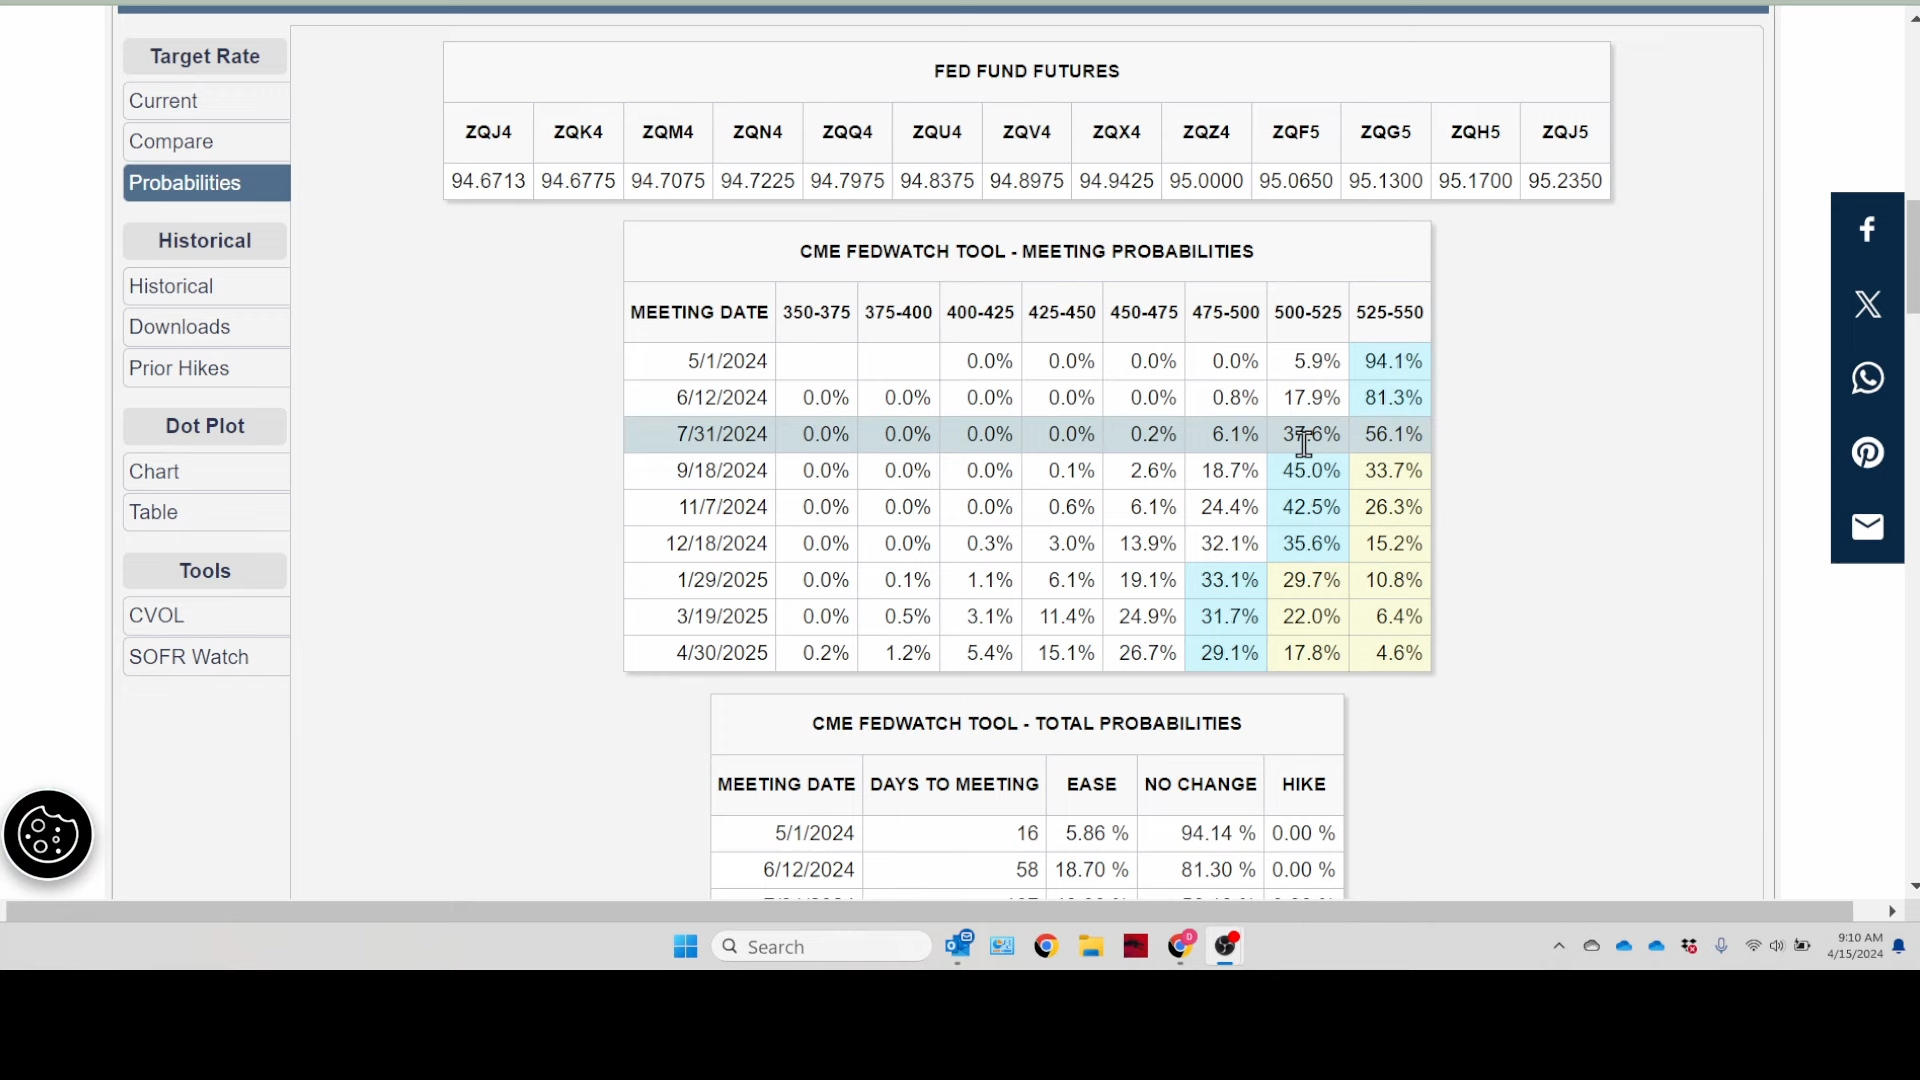 Target Rate
Current
Compare
Probabilities
Historical
Historical
Downloads
Prior Hikes
Dot Plot
Chart
Table
Tools
CVOL
SOFR Watch
FED FUND FUTURES
ZQJ4 ZQK4 ZQM4 ZQN4 ZQQ4 ZQU4 ZQV4 ZQX4 ZQZ4 ZQF5 ZQG5 ZQH5 ZQJ5
94.6713 94.6775 94.7075 94.7225 94.7975 94.8375 94.8975 94.9425 95.0000 95.0650 95.1300 95.1700 95.2350
CME FEDWATCH TOOL - MEETING PROBABILITIES
MEETING DATE 350-375 375-400 400-425 425-450 450-475 475-500 500-525 525-550
5/1/2024 0.0% 0.0% 0.0% 0.0% 5.9% 94.1%
6/12/2024 0.0% 0.0% 0.0% 0.0% 0.0% 0.8% 17.9% 81.3%
7/31/2024 0.0% 0.0% 0.0% 0.0% 0.2% 6.1% 56.1%
9/18/2024 0.0% 0.0% 0.0% 0.1% 2.6% 18.7% 45.0% 33.7%
11/7/2024 0.0% 0.0% 0.0% 0.6% 6.1% 24.4% 42.5% 26.3%
12/18/2024 0.0% 0.0% 0.3% 3.0% 13.9% 32.1% 35.6% 15.2%
1/29/2025 0.0% 0.1% 1.1% 6.1% 19.1% 33.1% 29.7% 10.8%
3/19/2025 0.0% 0.5% 3.1% 11.4% 24.9% 31.7% 22.0% 6.4%
4/30/2025 0.2% 1.2% 5.4% 15.1% 26.7% 29.1% 17.8% 4.6%
CME FEDWATCH TOOL - TOTAL PROBABILITIES
MEETING DATE DAYS TO MEETING EASE NO CHANGE HIKE
5/1/2024 16 5.86 % 94.14 % 0.00 %
6/12/2024 58 18.70 % 81.30 % 0.00 %
Search
9:10 AM
4/15/2024